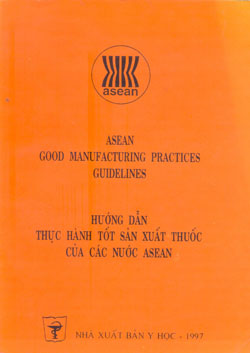 asean
ASEAN
GOOD MANUFACTURING PRACTICES
GUIDELINES
HƯỚNG DẪN
THỰC HÀNH TỐT SẢN XUẤT THUỐC
CỦA CÁC NƯỚC ASEAN
NHÀ XUẤT BẢN Y HỌC - 1997